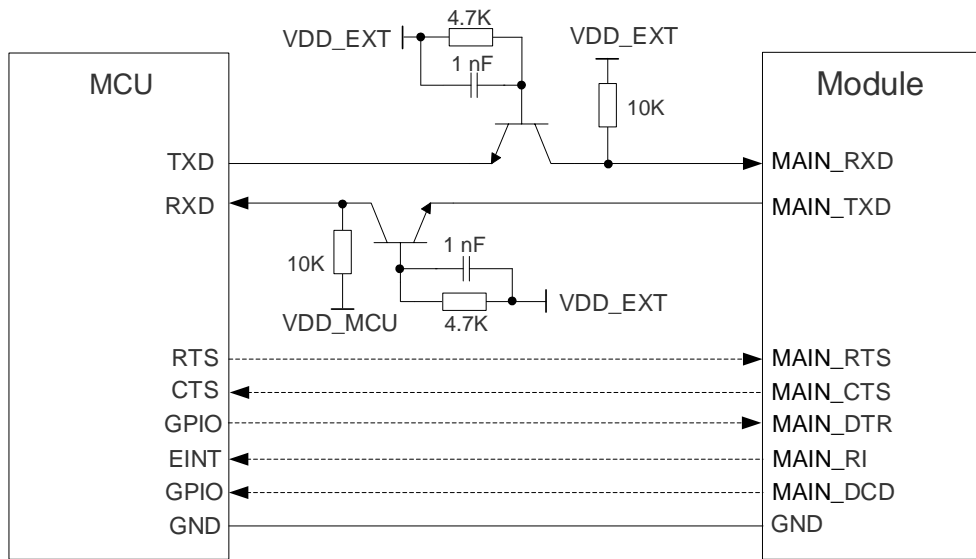 4.7K
VDD_EXT
1 nF
VDD_EXT
10K
MCU
Module
TXD
MAIN_RXD
RXD
MAIN_TXD
10K
1 nF
VDD_MCU
4.7K
VDD_EXT
RTS
MAIN_RTS
CTS
MAIN_CTS
GPIO
MAIN_DTR
EINT
MAIN_RI
GPIO
MAIN_DCD
GND
GND